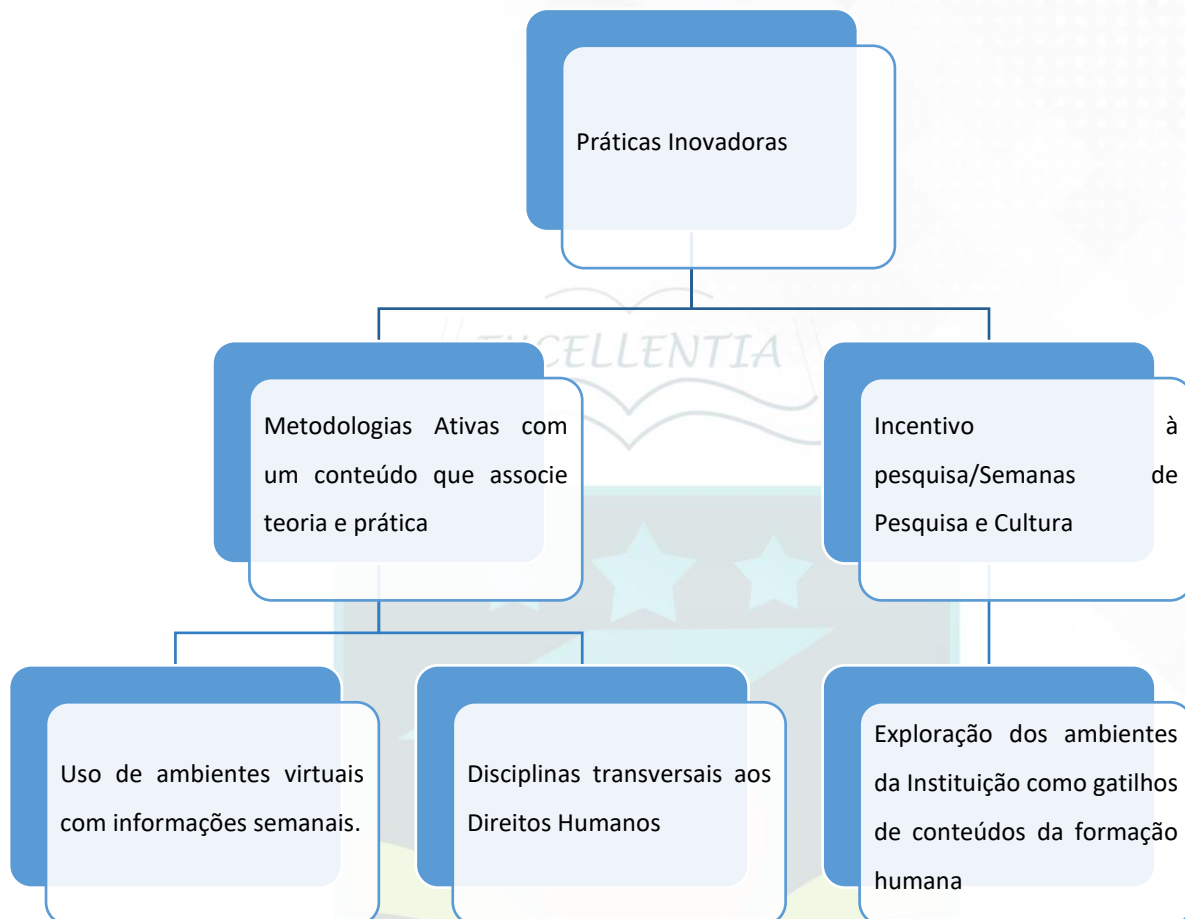 Práticas Inovadoras
EXCELLENTIA
Metodologias Ativas com
um conteúdo que associe
teoria e prática
Incentivo à
pesquisa/Semanas de
Pesquisa e Cultura
Uso de ambientes virtuais
com informações semanais.
Disciplinas transversais aos
Direitos Humanos
Exploração dos ambientes
da Instituição como gatilhos
de conteúdos da formação
humana